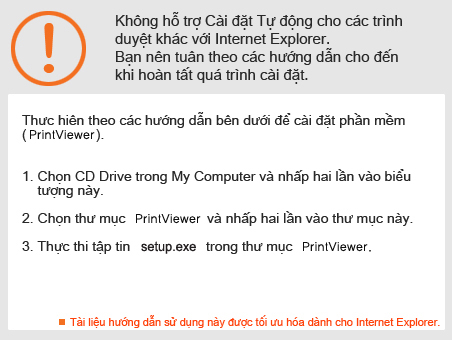 Không hỗ trợ Cài đặt Tự động cho các trình
duyệt khác với Internet Explorer.
Bạn nên tuân theo các hướng dẫn cho đến
khi hoàn tất quá trình cài đặt.
Thưc hiên theo các hướng dẫn bên dưới để cài đặt phần mềm
( PrintViewer ).
1. Chọn CD Drive trong My Computer và nhấp hai lần vào biểu
tượng này.
2. Chọn thư mục PrintViewer và nhấp hai lần vào thư mục này.
3. Thực thi tập tin setup.exe trong thư mục PrintViewer.
Tài liệu hướng dẫn sử dụng này được tối ưu hóa dành cho Internet Explorer.